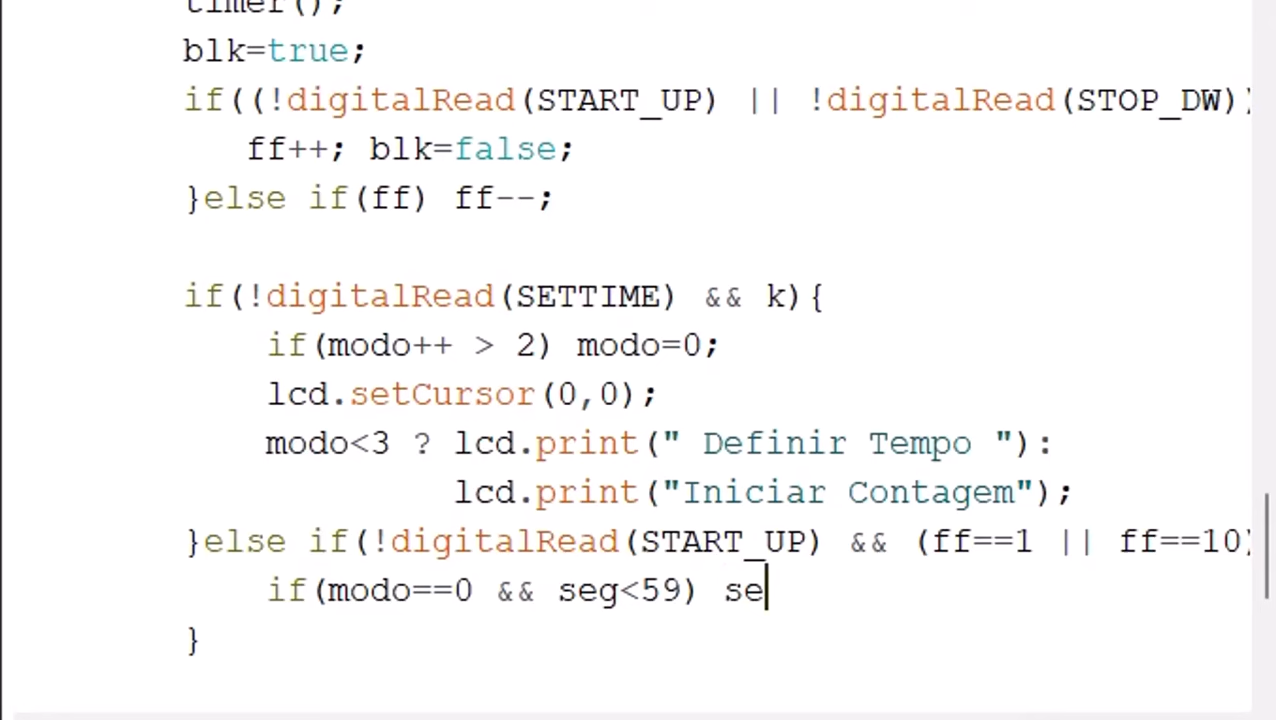 timer();
blk=true;
if((!digitalRead(START_UP) || !digitalRead(STOP_DW))
ff++; blk=false;
}else if(ff) ff--;
if(!digitalRead(SETTIME) && k){
if(modo++ > 2) modo=0;
lcd.setCursor(0,0);
modo<3 ? lcd.print(" Definir Tempo "):
lcd.print("Iniciar Contagem");
}else if(!digitalRead(START_UP) && (ff==1 || ff==10)
if(modo==0 && seg<59) se
}